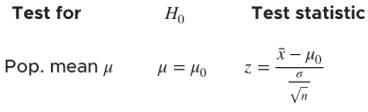 Test for H₀ Test statistic
Pop. mean μ μ = μ₀ z = (x̄ − μ₀) / (σ / √n)